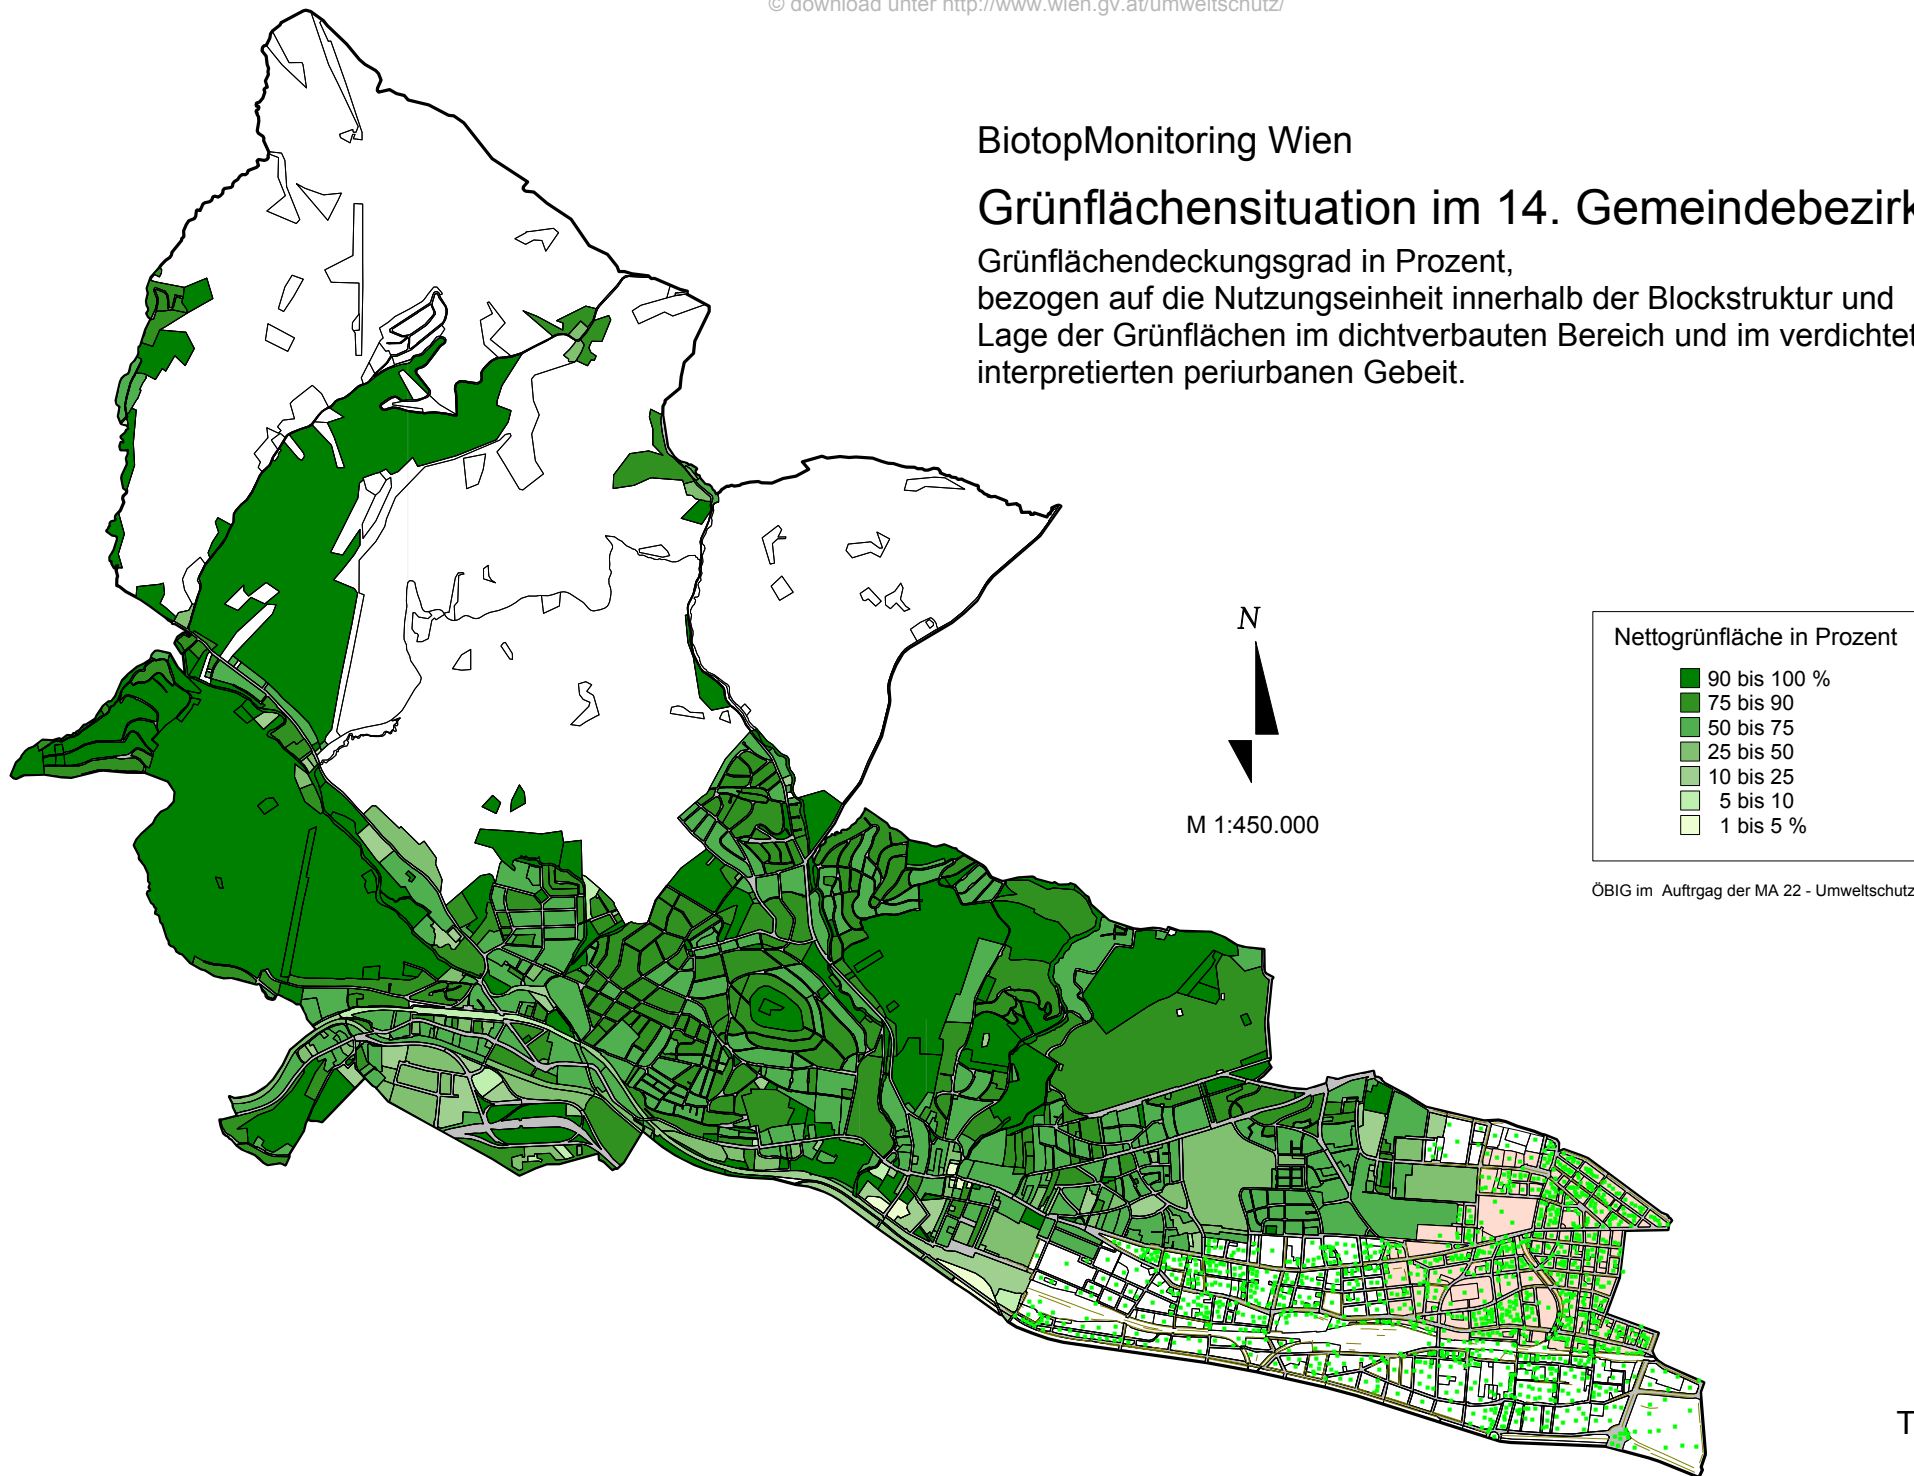 © download unter http://www.wien.gv.at/umweltschutz/
BiotopMonitoring Wien
Grünflächensituation im 14. Gemeindebezirk
Grünflächendeckungsgrad in Prozent,
bezogen auf die Nutzungseinheit innerhalb der Blockstruktur und
Lage der Grünflächen im dichtverbauten Bereich und im verdichtet
interpretierten periurbanen Gebeit.
N
M 1:450.000
Nettogrünfläche in Prozent
90 bis 100 %
75 bis 90
50 bis 75
25 bis 50
10 bis 25
5 bis 10
1 bis 5 %
ÖBIG im Auftrgag der MA 22 - Umweltschutz
T